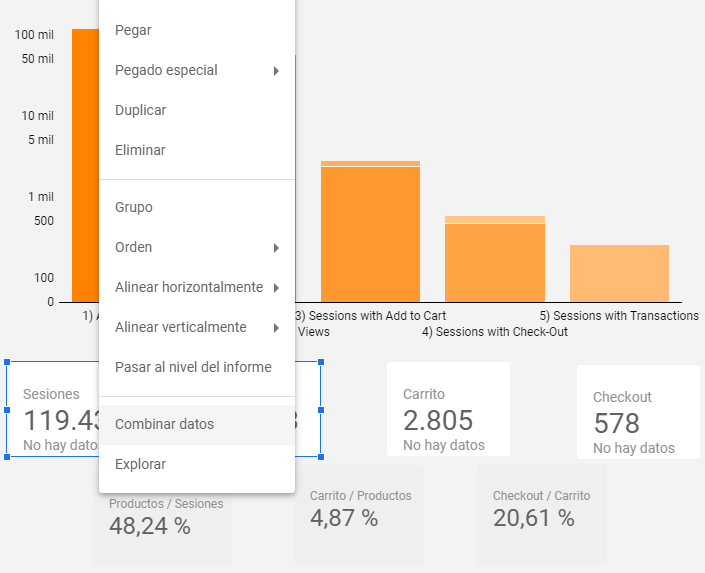 100 mil
50 mil
10 mil
5 mil
1 mil
500
100
0
Pegar
Pegado especial
Duplicar
Eliminar
Grupo
Orden
Alinear horizontalmente
Alinear verticalmente
Pasar al nivel del informe
Combinar datos
Explorar
1)
3) Sessions with Add to Cart
5) Sessions with Transactions
Views
4) Sessions with Check-Out
Sesiones
119.43
No hay datos
Carrito
2.805
No hay datos
Checkout
578
No hay datos
Productos / Sesiones
48,24 %
Carrito / Productos
4,87 %
Checkout / Carrito
20,61 %